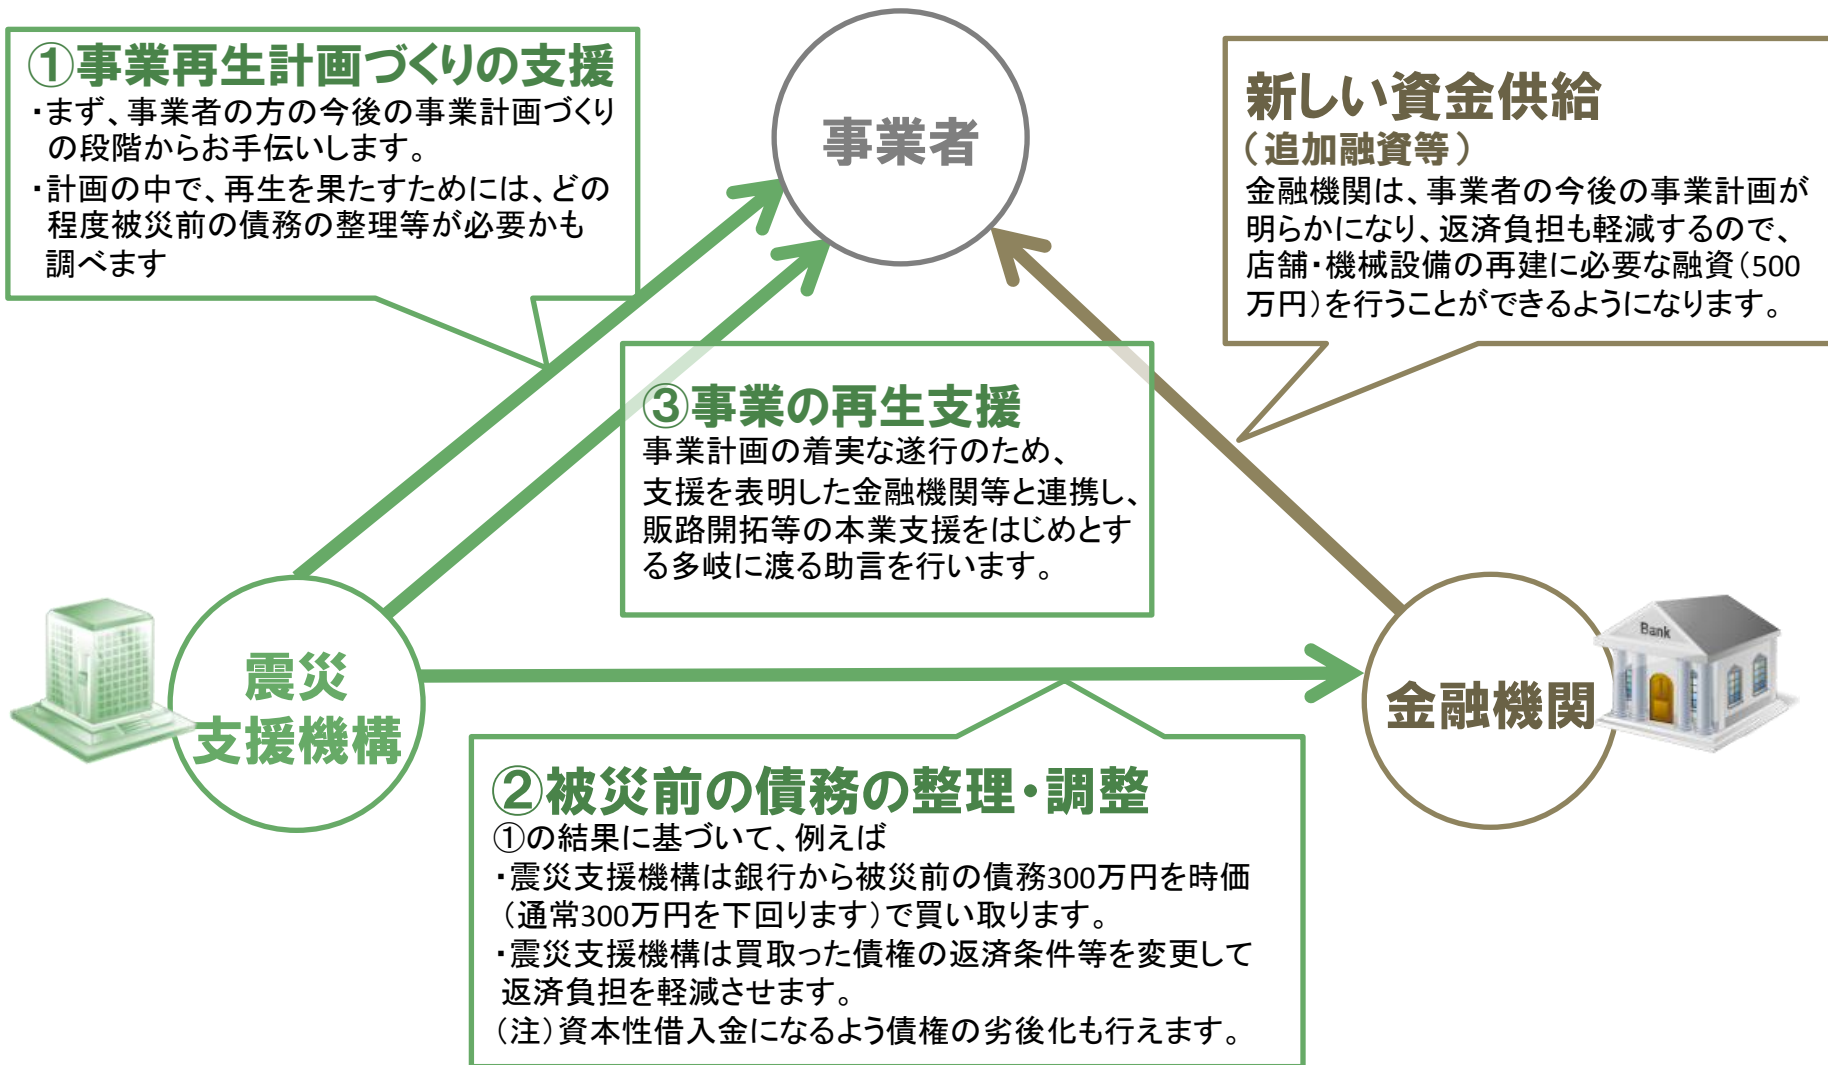 ①事業再生計画づくりの支援
・まず、事業者の方の今後の事業計画づくり
の段階からお手伝いします。
・計画の中で、再生を果たすためには、どの
程度被災前の債務の整理等が必要かも
調べます
事業者
新しい資金供給
（追加融資等）
金融機関は、事業者の今後の事業計画が
明らかになり、返済負担も軽減するので、
店舗・機械設備の再建に必要な融資（500
万円）を行うことができるようになります。
③事業の再生支援
事業計画の着実な遂行のため、
支援を表明した金融機関等と連携し、
販路開拓等の本業支援をはじめとす
る多岐に渡る助言を行います。
震災
支援機構
Bank
金融機関
②被災前の債務の整理・調整
①の結果に基づいて、例えば
・震災支援機構は銀行から被災前の債務300万円を時価
（通常300万円を下回ります）で買い取ります。
・震災支援機構は買取った債権の返済条件等を変更して
返済負担を軽減させます。
（注）資本性借入金になるよう債権の劣後化も行えます。